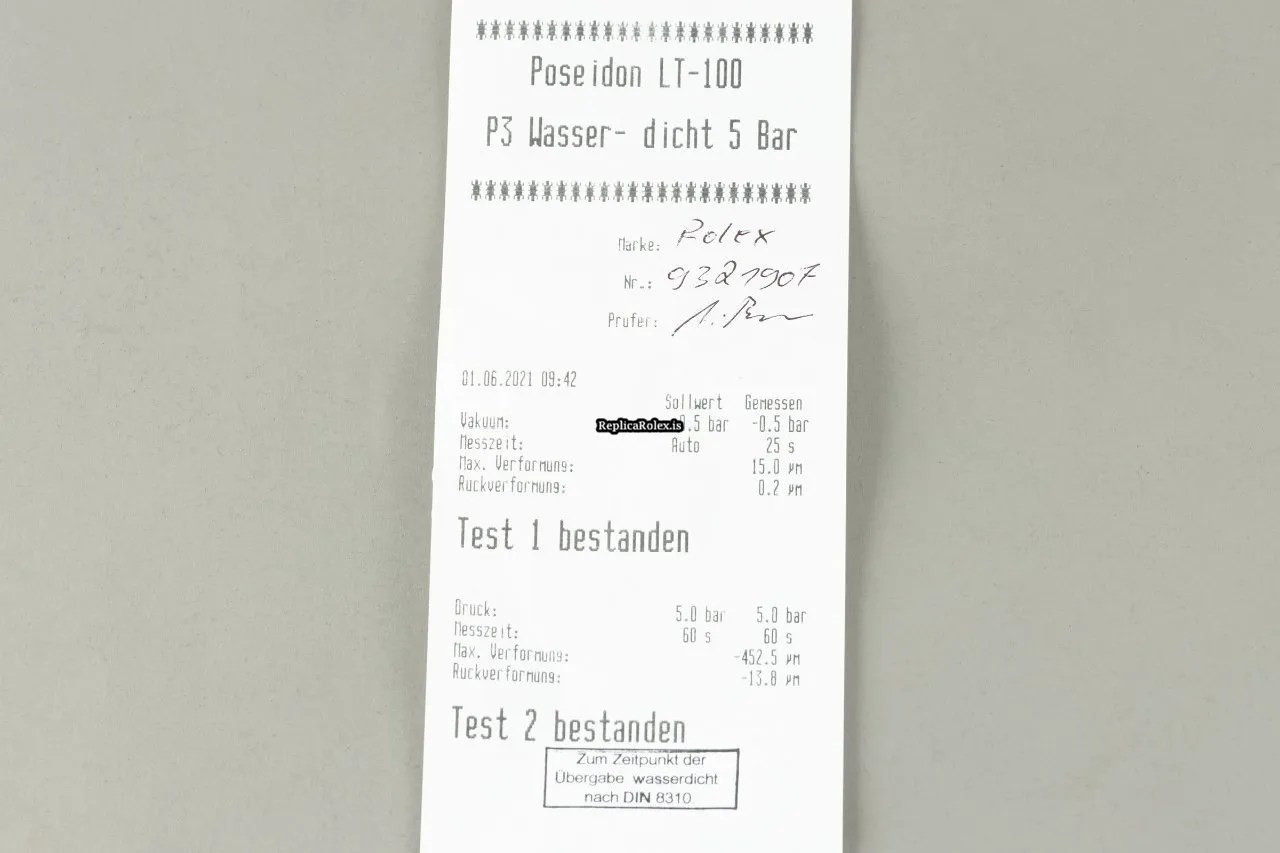 Poseidon LT-100
P3 Wasser- dicht 5 Bar
Marke: Rolex
Nr.: 9321907
Prufer:
01.06.2021 09:42
Sollwert Gemessen
Vakuum: 0.5 bar -0.5 bar
ReplicaRolex.is
Messzeit: Auto 25 s
Max. Verformung: 15.0 µm
Ruckverformung: 0.2 µm
Test 1 bestanden
Druck: 5.0 bar 5.0 bar
Messzeit: 60 s 60 s
Max. Verformung: -452.5 µm
Ruckverformung: -13.8 µm
Test 2 bestanden
Zum Zeitpunkt der
Übergabe wasserdicht
nach DIN 8310